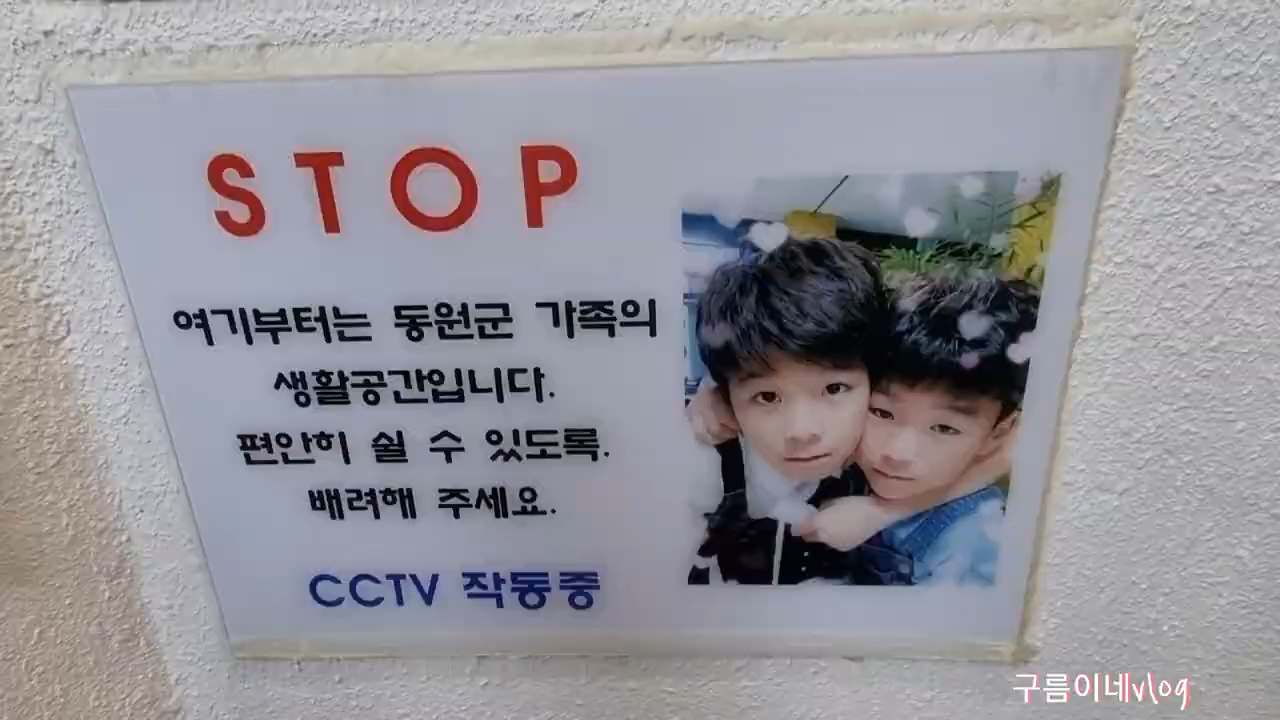 STOP
여기부터는 동원군 가족의
생활공간입니다.
편안히 쉴 수 있도록.
배려해 주세요.
CCTV 작동중
구름이네vlog